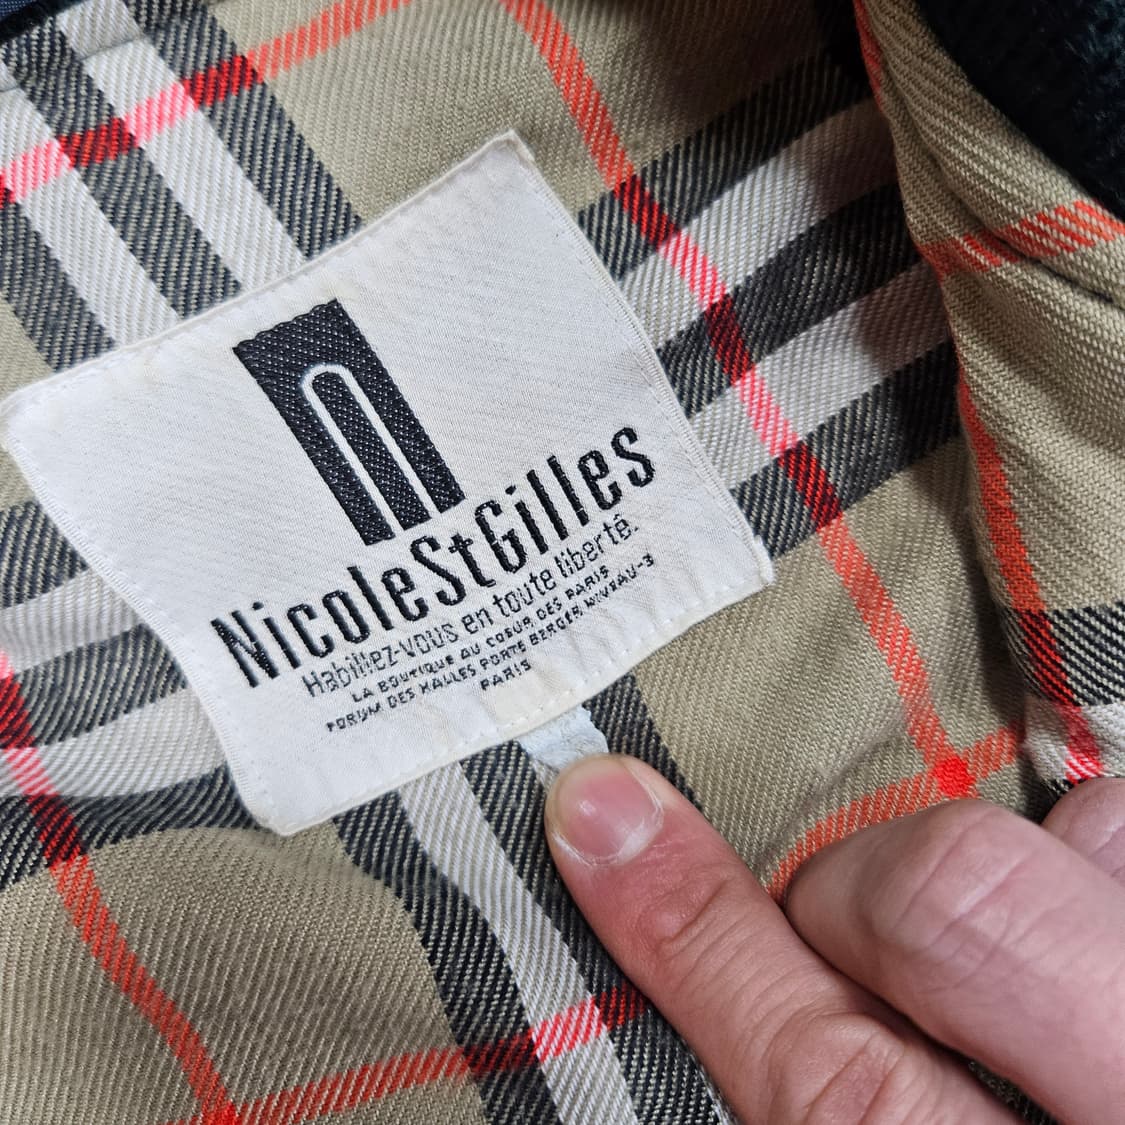 n
NicoleStGilles
Habillez-vous en toute liberté.
LA BOUTIQUE AU COEUR DES PARIS
FORUM DES HALLES PORTE BERGER, NIVEAU-3
PARIS